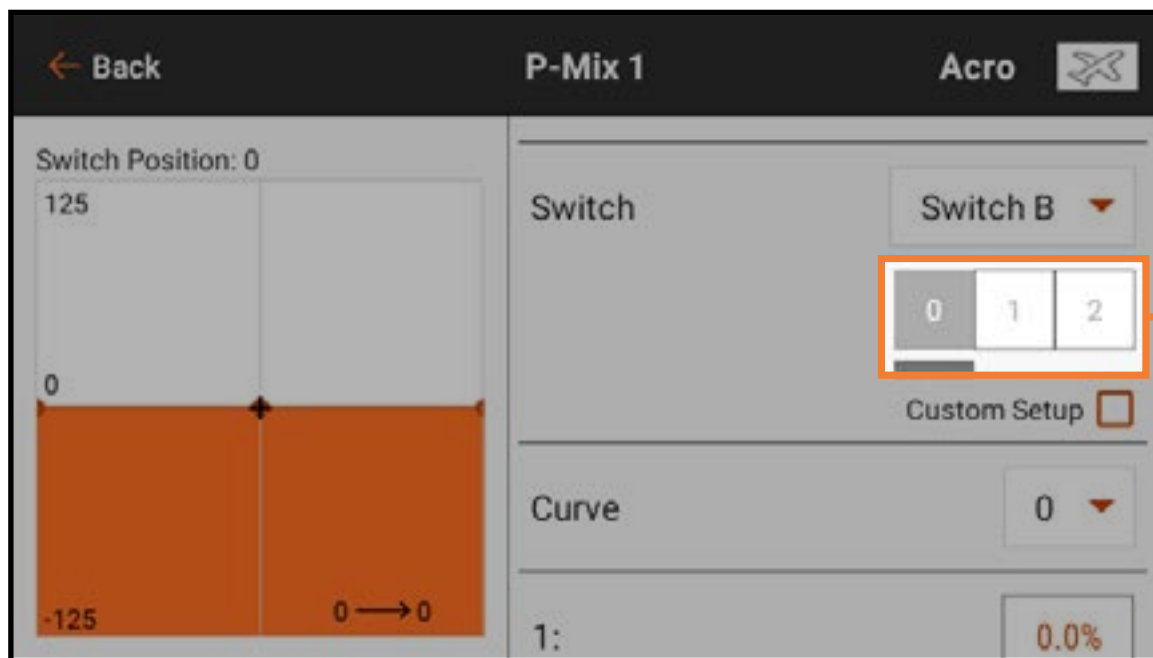 Back
P-Mix 1
Acro
Switch Position: 0
125
0
-125
0 → 0
Switch
Switch B
0 1 2
Custom Setup
Curve
0
1:
0.0%